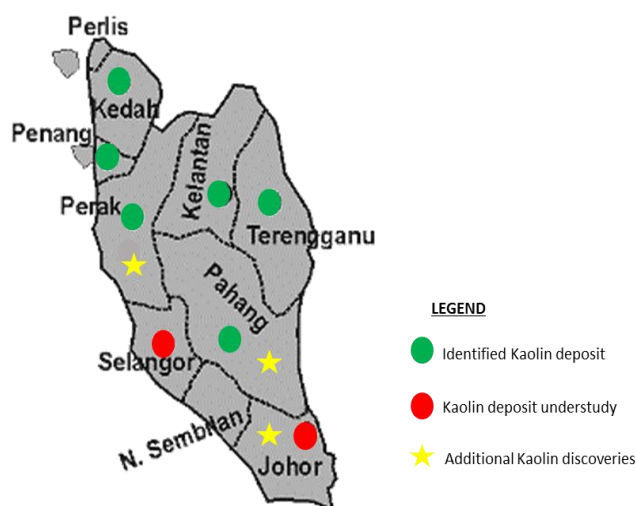 Perlis
Kedah
Penang
Kelantan
Perak
Terengganu
Pahang
LEGEND
Identified Kaolin deposit
Selangor
Kaolin deposit understudy
N. Sembilan
Johor
Additional Kaolin discoveries